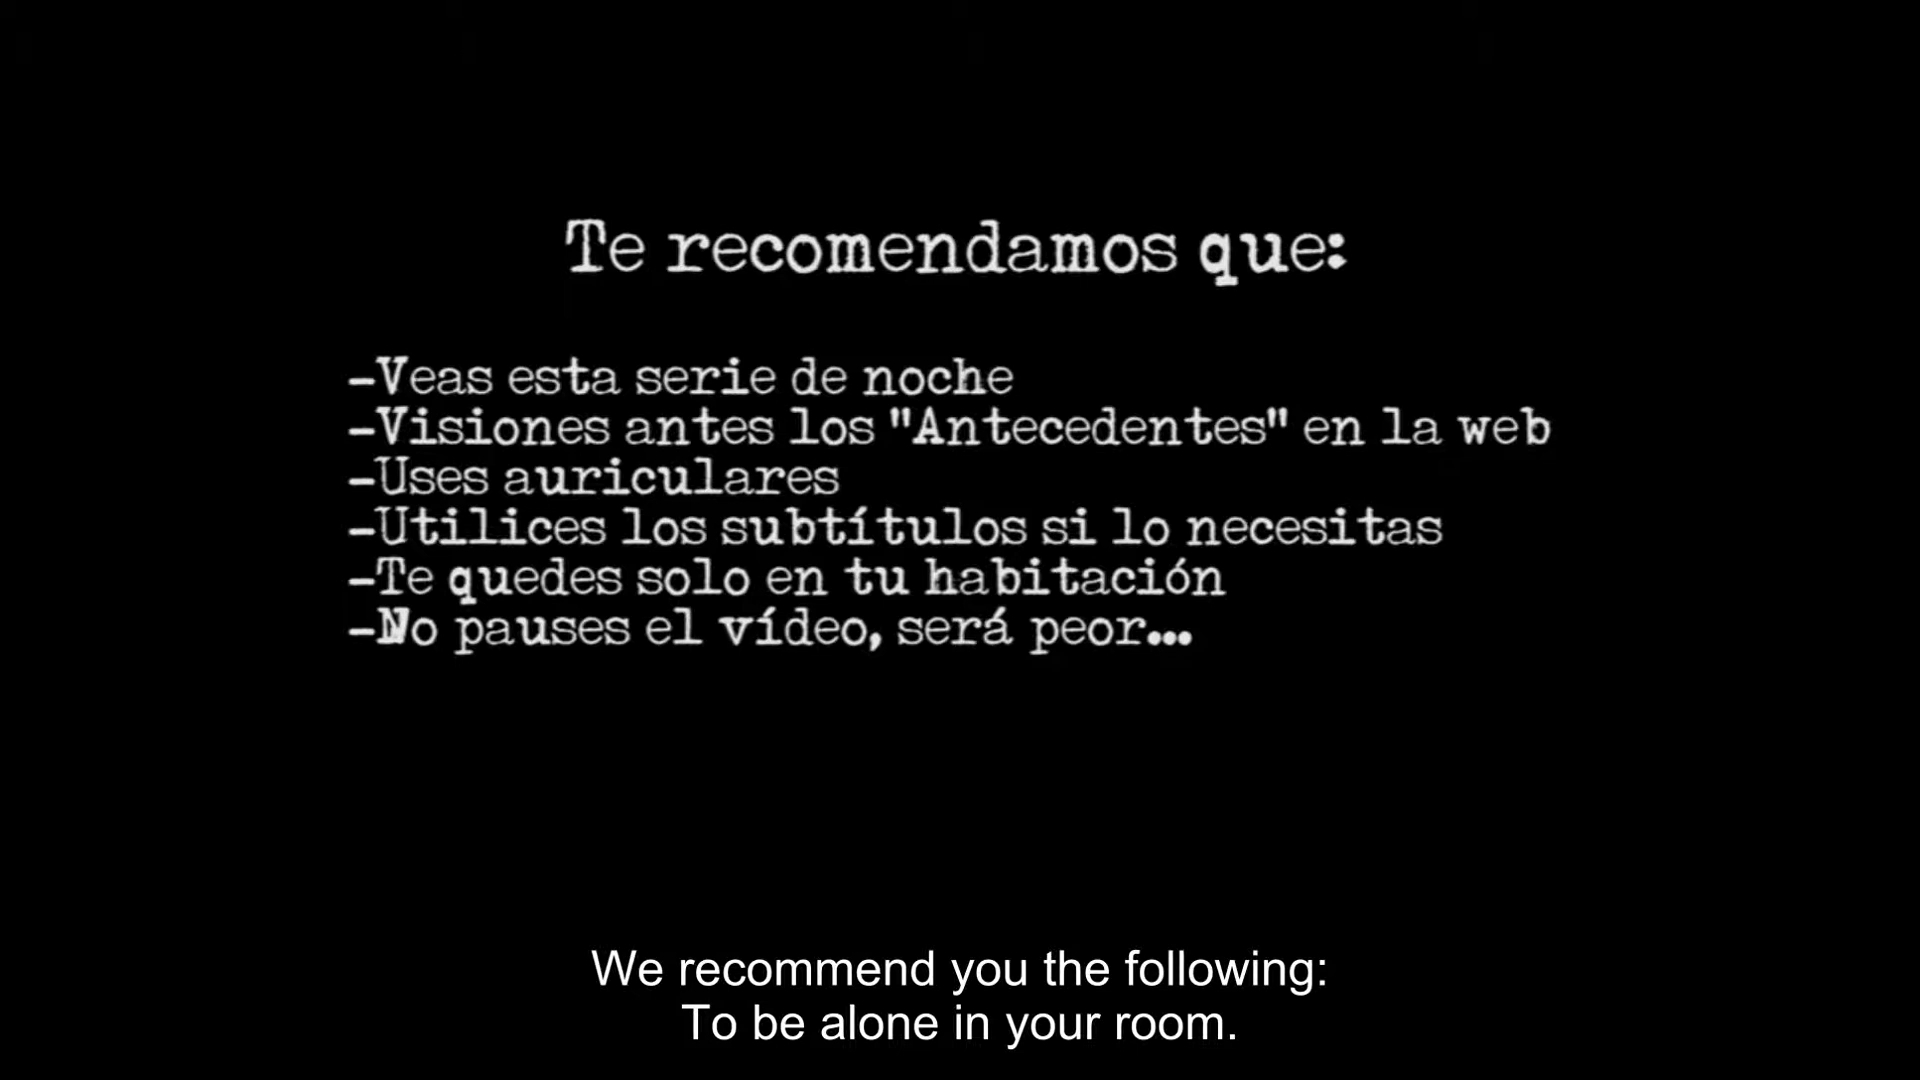 Te recomendamos que:
-Veas esta serie de noche
-Visiones antes los "Antecedentes" en la web
-Uses auriculares
-Utilices los subtítulos si lo necesitas
-Te quedes solo en tu habitación
-No pauses el vídeo, será peor...
We recommend you the following:
To be alone in your room.